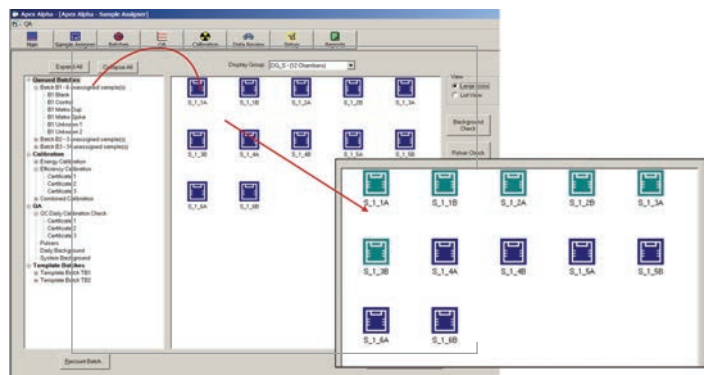 Apex Alpha - [Apex Alpha - Sample Assigner]
QA
Main Sample Assigner Batches QA Calibration Data Review Setup Reports
Expand All Collapse All Display Group: (12 Chambers)
View
Large Icons
List View
Background Check
Pulser Check
Queued Batches
Batch B1 - 6 unassigned sample(s)
B1 Blank
B1 Control
B1 Matrix Dup
B1 Matrix Spike
B1 Unknown 1
B1 Unknown 2
Batch B2 - 3 unassigned sample(s)
Batch B3 - 34 unassigned sample(s)
Calibration
Energy Calibration
Efficiency Calibration
Certificate 1
Certificate 2
Certificate 3
Combined Calibration
QA
QC Daily Calibration Check
Certificate 1
Certificate 2
Certificate 3
Pulsers
Daily Background
System Background
Template Batches
Template Batch TB1
Template Batch TB2
S_1_1A S_1_1B S_1_2A S_1_2B S_1_3A
S_1_3B S_1_4A S_1_4B S_1_5A S_1_5B
S_1_6A S_1_6B
Recount Batch...
S_1_1A S_1_1B S_1_2A S_1_2B S_1_3A
S_1_3B S_1_4A S_1_4B S_1_5A S_1_5B
S_1_6A S_1_6B